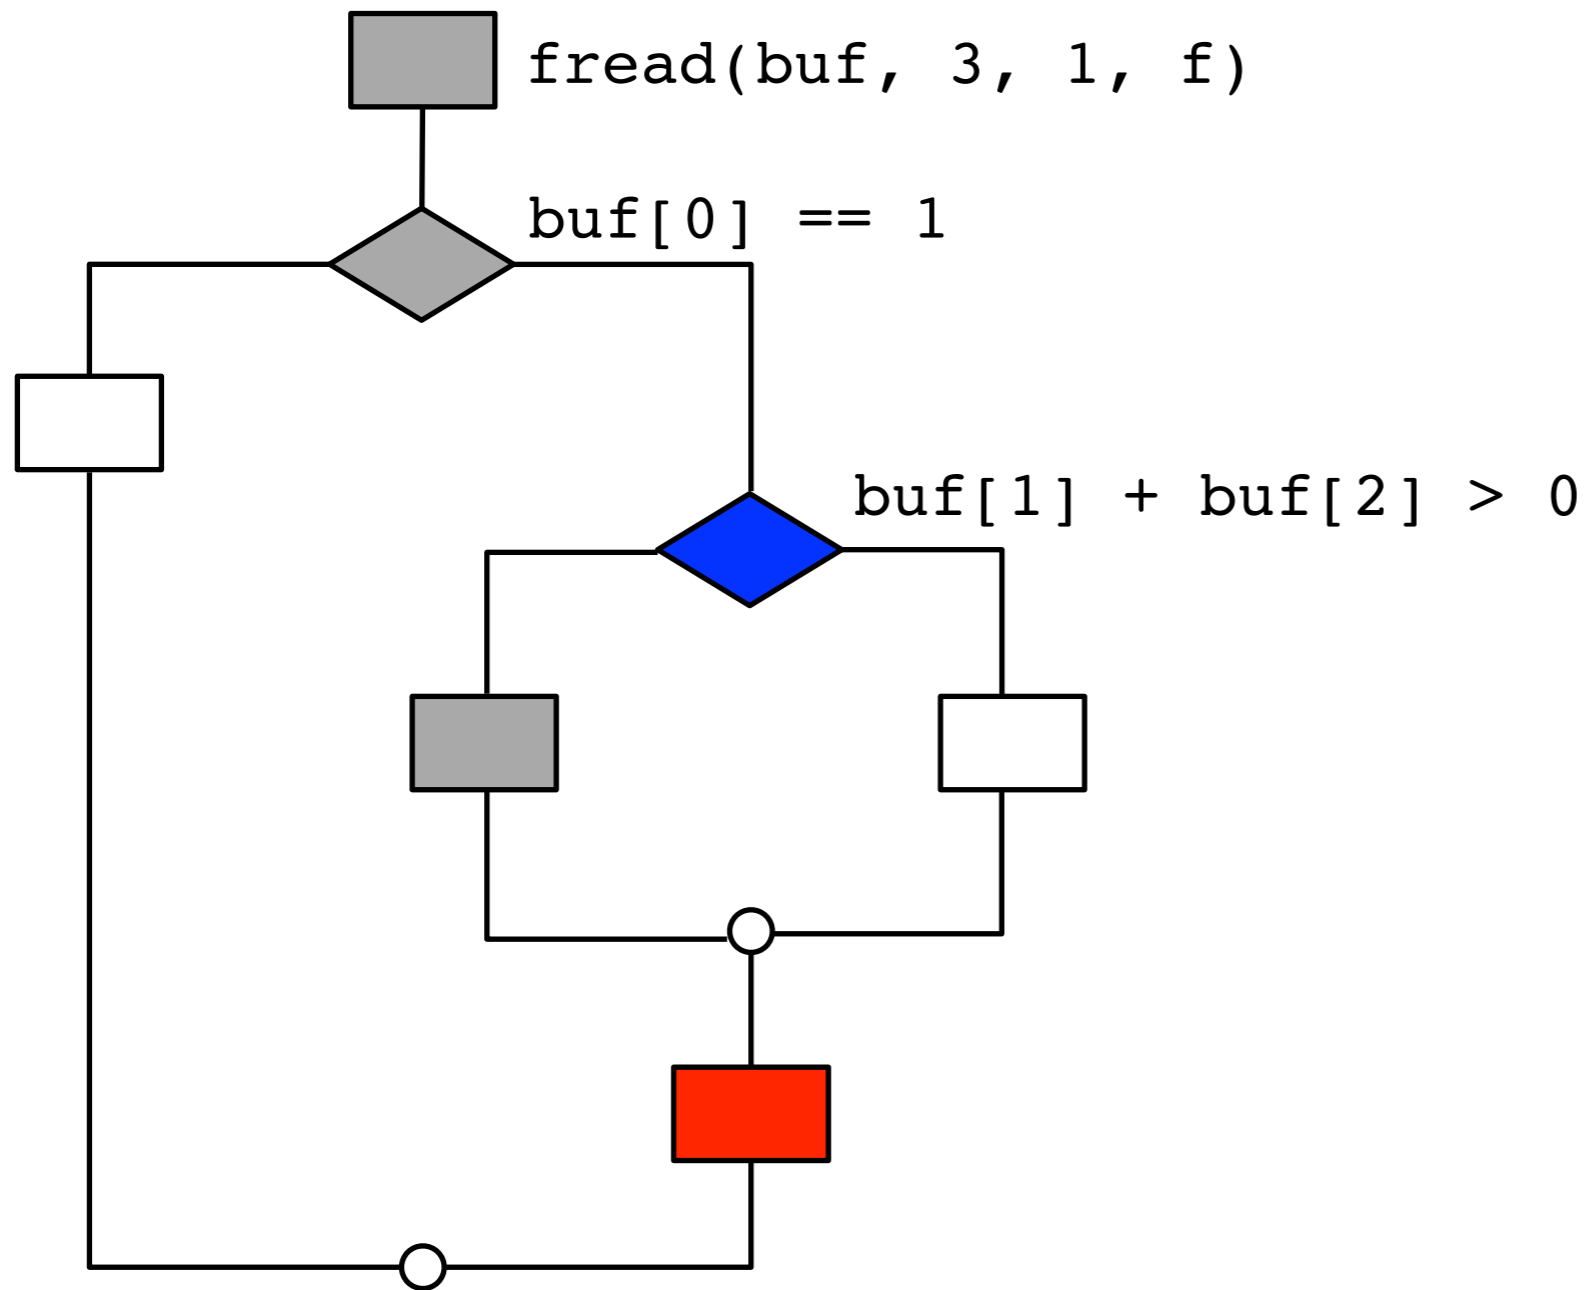 fread(buf, 3, 1, f)
buf[0] == 1
buf[1] + buf[2] > 0